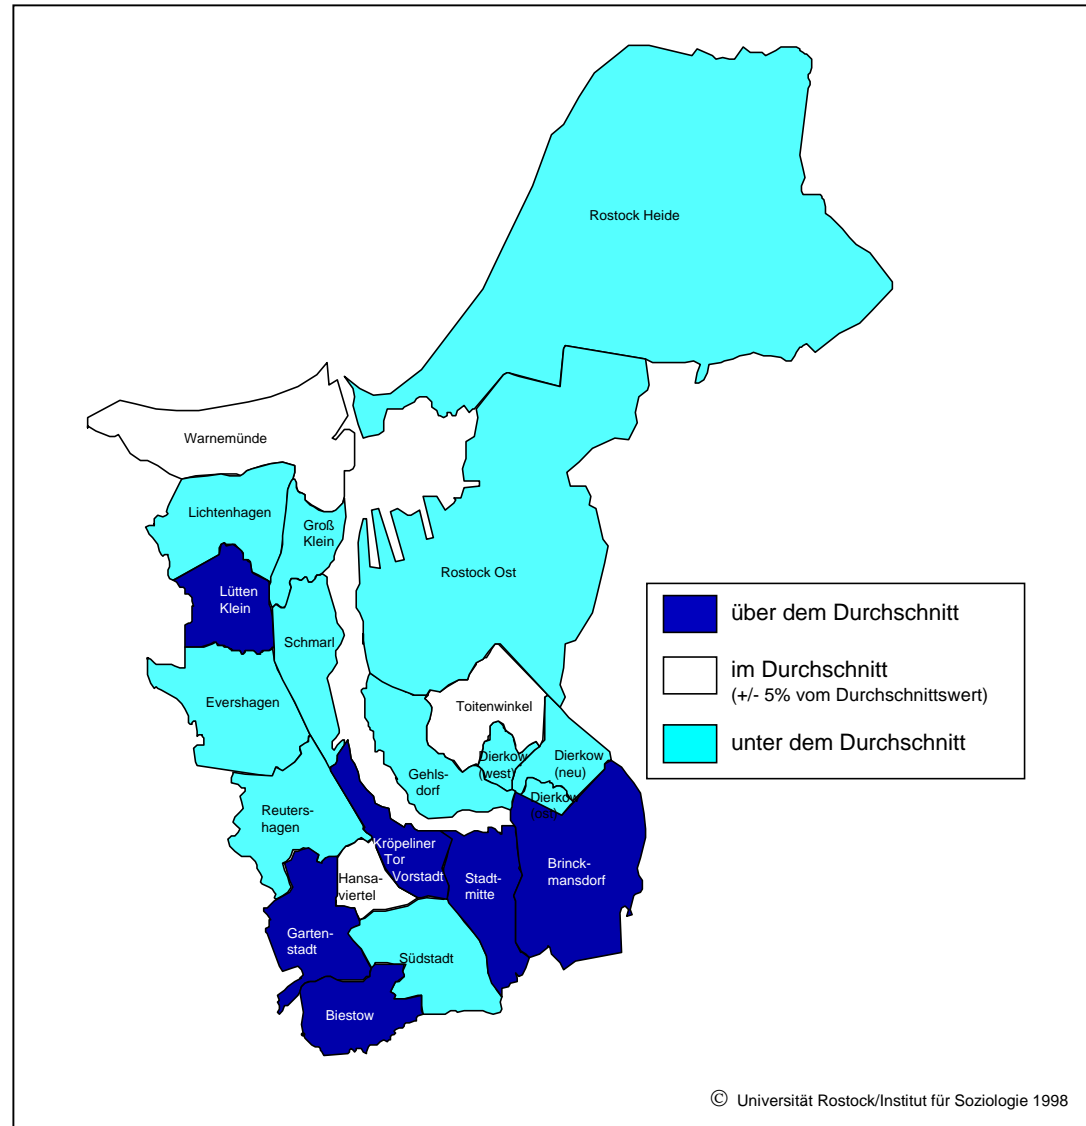 Rostock Heide
Warnemünde
Lichtenhagen
Groß
Klein
Rostock Ost
Lütten
Klein
über dem Durchschnitt
Schmarl
im Durchschnitt
(+/- 5% vom Durchschnittswert)
Evershagen
Toitenwinkel
unter dem Durchschnitt
Dierkow
(west)
Dierkow
(neu)
Gehls-
dorf
Dierkow
(ost)
Reuters-
hagen
Kröpeliner
Tor
Vorstadt
Brinck-
mansdorf
Hansa-
viertel
Stadt-
mitte
Garten-
stadt
Südstadt
Biestow
© Universität Rostock/Institut für Soziologie 1998